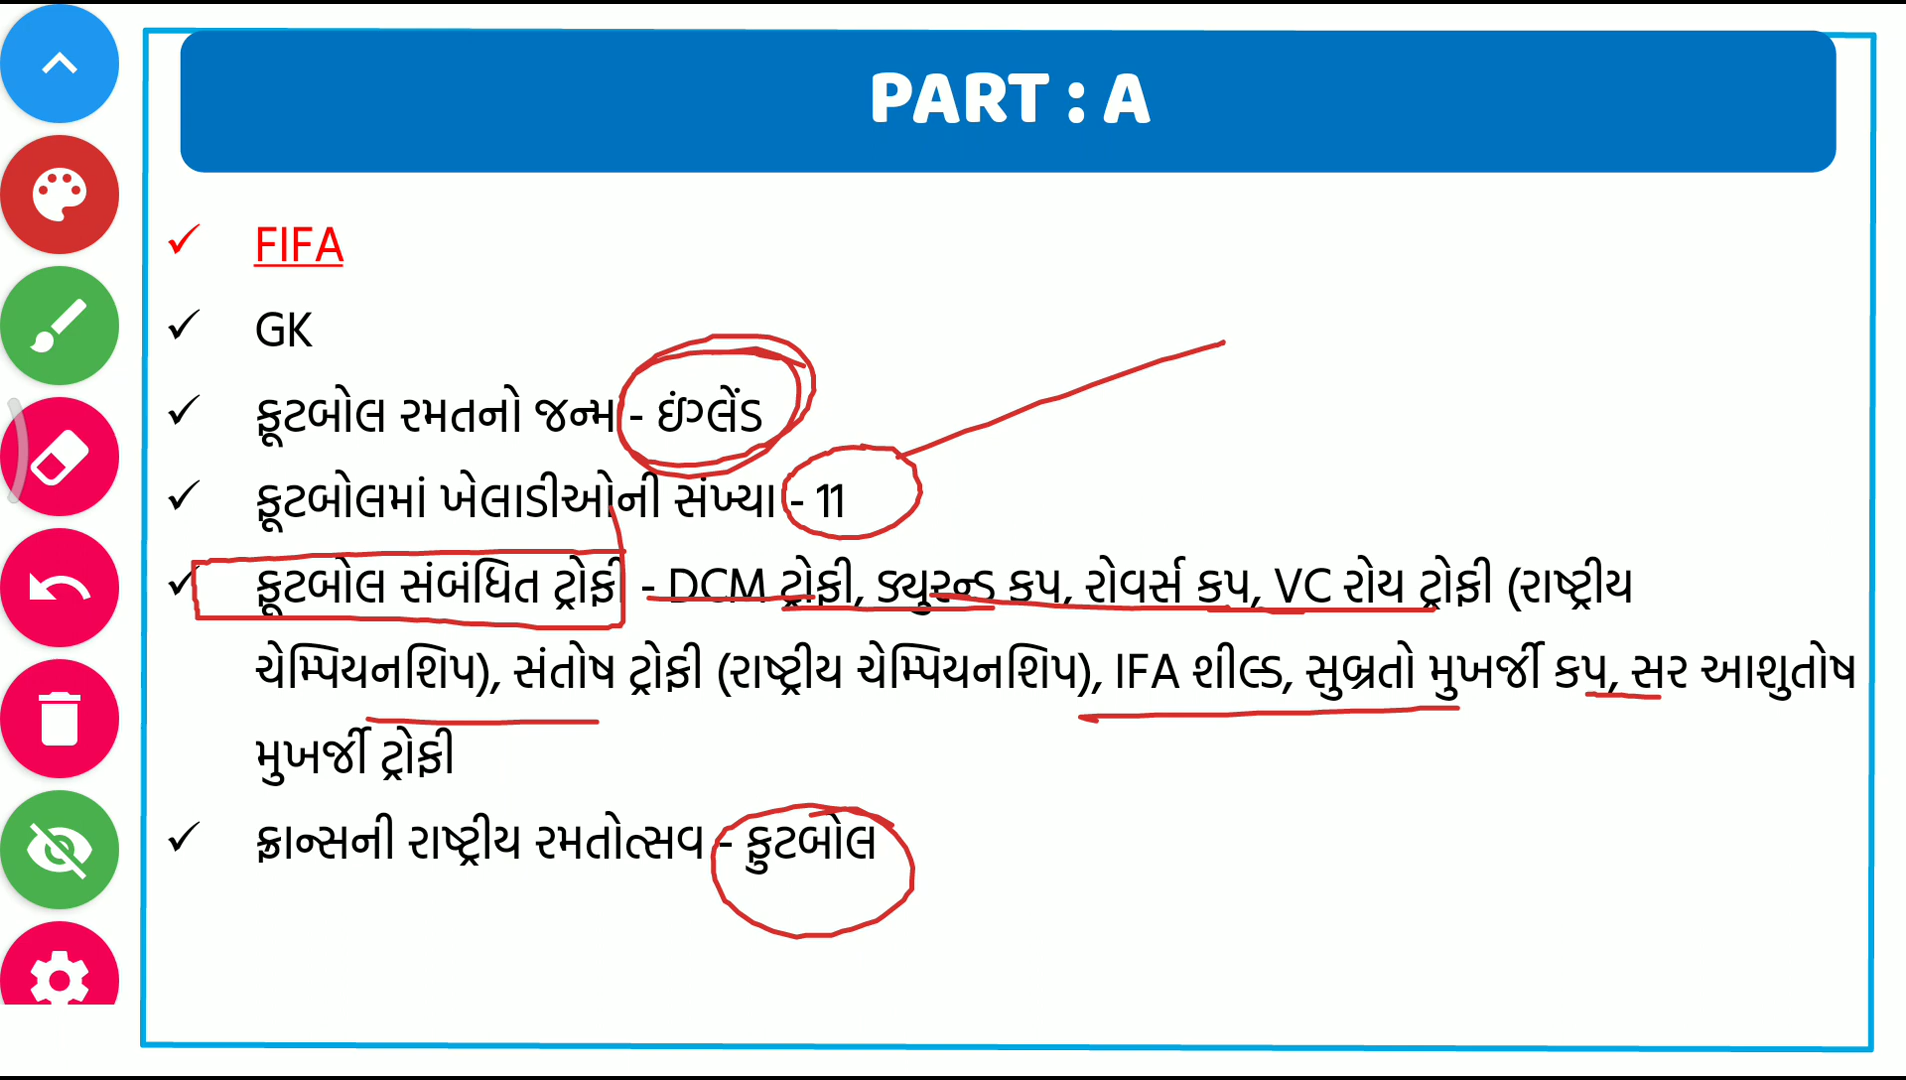 PART : A
FIFA
GK
ફૂટબોલ રમતનો જન્મ - ઈંગ્લેંડ
ફૂટબોલમાં ખેલાડીઓની સંખ્યા - 11
ફૂટબોલ સંબંધિત ટ્રોફી - DCM ટ્રોફી, ડ્યુરન્ડ કપ, રોવર્સ કપ, VC રોય ટ્રોફી (રાષ્ટ્રીય
ચેમ્પિયનશિપ), સંતોષ ટ્રોફી (રાષ્ટ્રીય ચેમ્પિયનશિપ), IFA શીલ્ડ, સુબ્રતો મુખર્જી કપ, સર આશુતોષ
મુખર્જી ટ્રોફી
ફ્રાન્સની રાષ્ટ્રીય રમતોત્સવ - ફુટબોલ